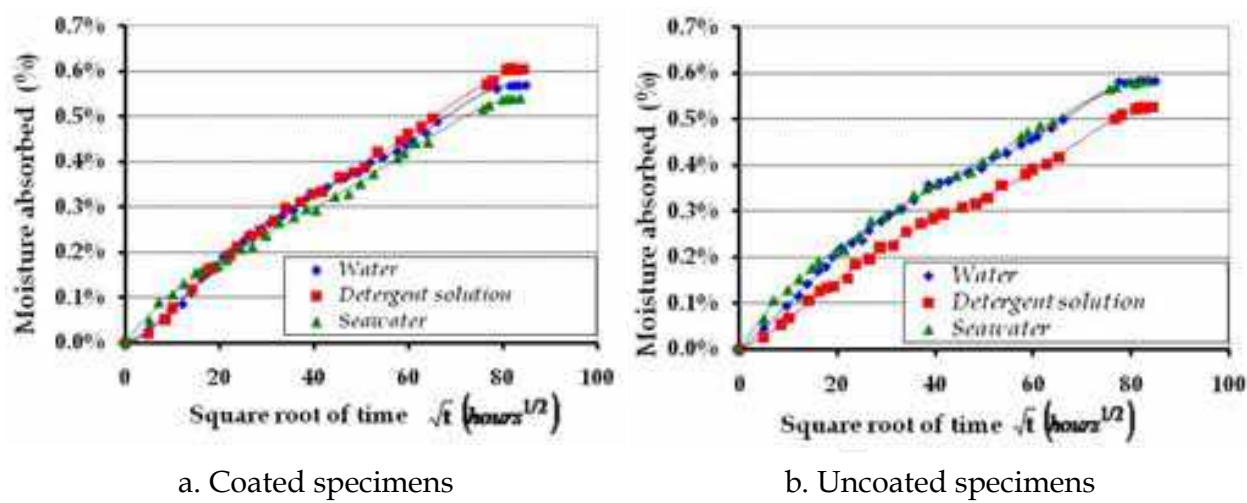 0.7%
0.6%
0.5%
0.4%
0.3%
0.2%
0.1%
0.0%
Moisture absorbed (%)
Water
Detergent solution
Seawater
0 20 40 60 80 100
Square root of time √t (hours^1/2)
a. Coated specimens
0.7%
0.6%
0.5%
0.4%
0.3%
0.2%
0.1%
0.0%
Moisture absorbed (%)
Water
Detergent solution
Seawater
0 20 40 60 80 100
Square root of time √t (hours^1/2)
b. Uncoated specimens